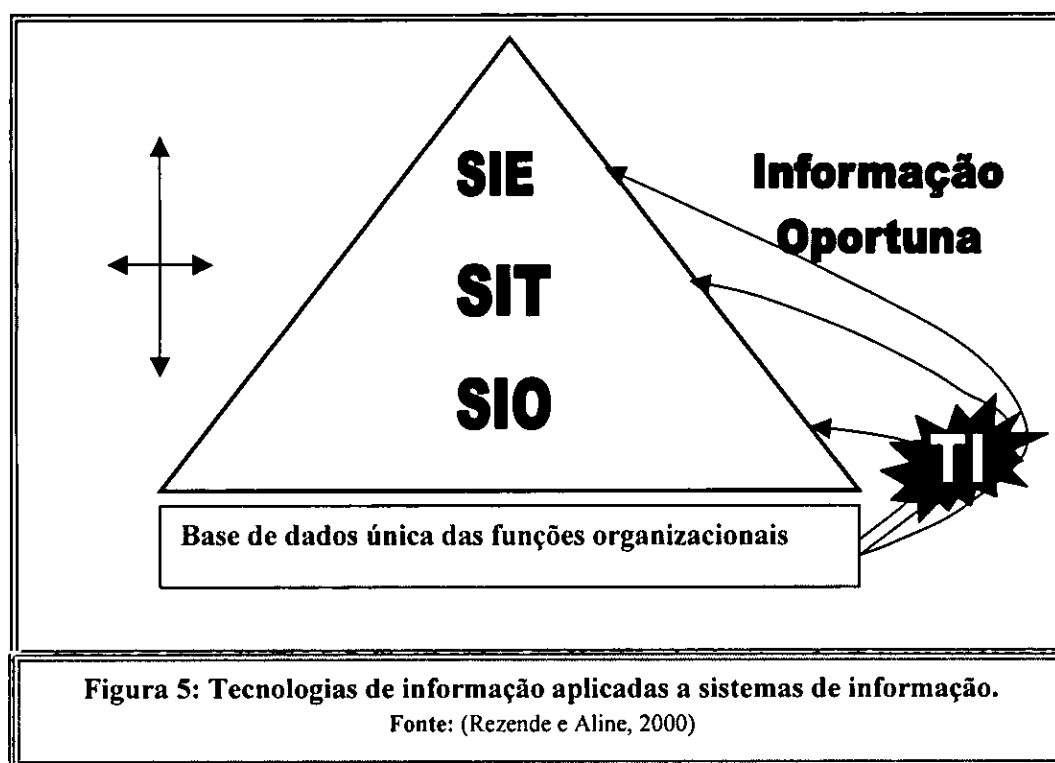 SIE
Informação
Oportuna
SIT
SIO
TI
Base de dados única das funções organizacionais
Figura 5: Tecnologias de informação aplicadas a sistemas de informação.
Fonte: (Rezende e Aline, 2000)